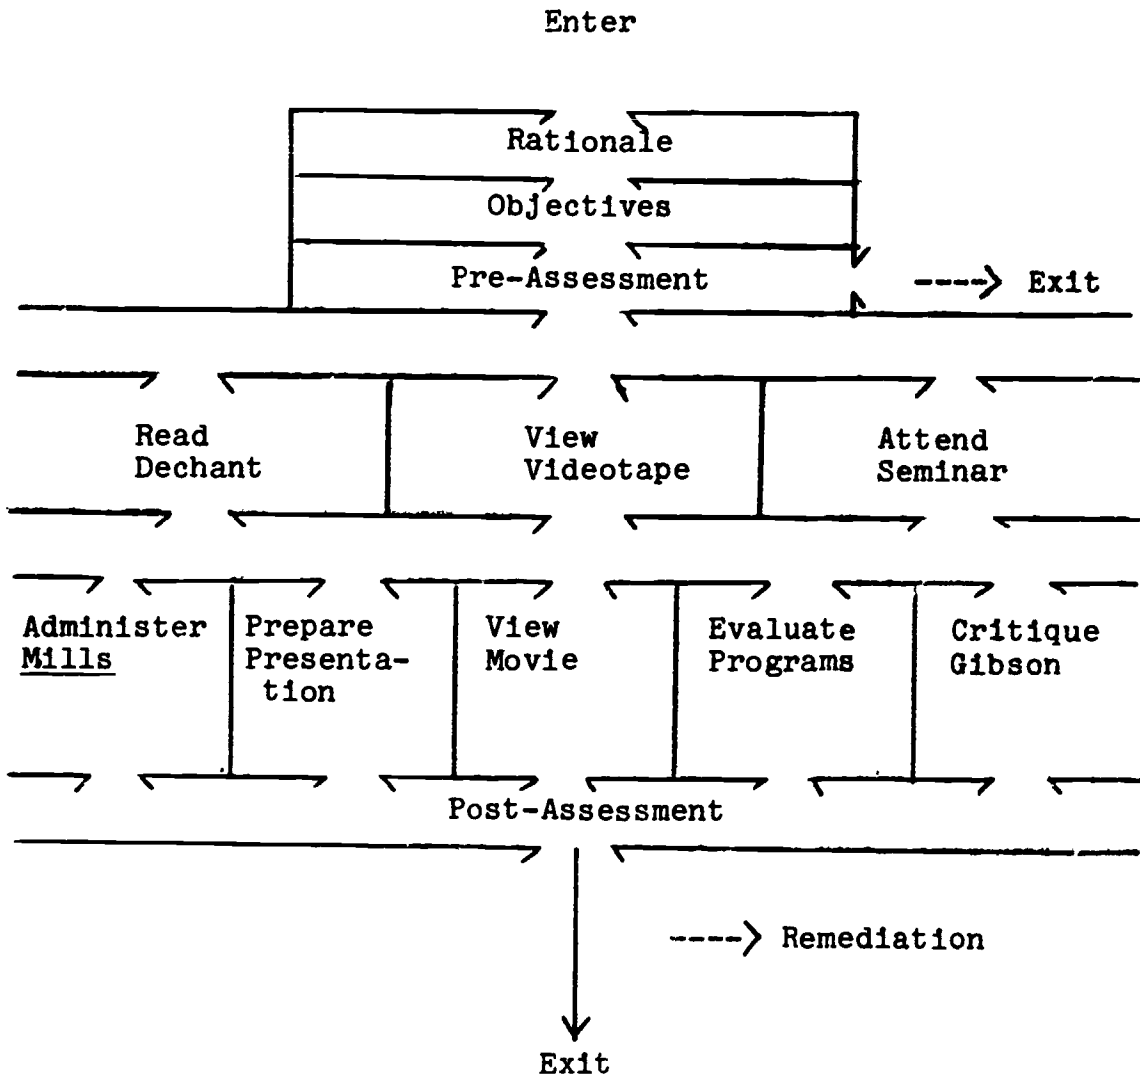 Enter
Rationale
Objectives
Pre-Assessment
Exit
Read
Dechant
View
Videotape
Attend
Seminar
Administer
Mills
Prepare
Presenta-
tion
View
Movie
Evaluate
Programs
Critique
Gibson
Post-Assessment
Remediation
Exit